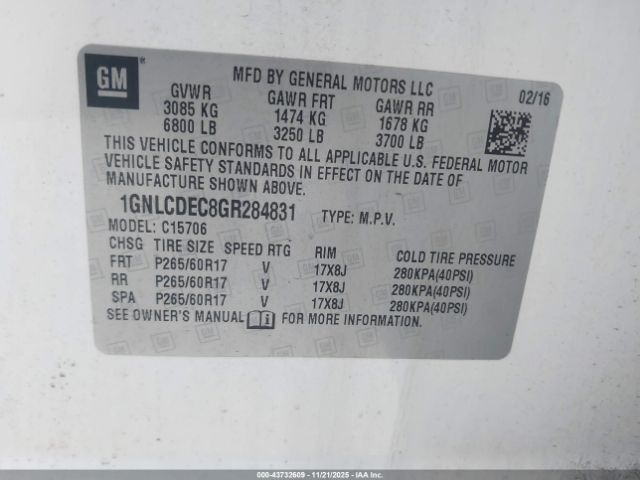 GM ®
MFD BY GENERAL MOTORS LLC
02/16
GVWR GAWR FRT GAWR RR
3085 KG 1474 KG 1678 KG
6800 LB 3250 LB 3700 LB
THIS VEHICLE CONFORMS TO ALL APPLICABLE U.S. FEDERAL MOTOR
VEHICLE SAFETY STANDARDS IN EFFECT ON THE DATE OF
MANUFACTURE SHOWN ABOVE.
1GNLCDEC8GR284831 TYPE: M.P.V.
MODEL: C15706
CHSG TIRE SIZE SPEED RTG RIM COLD TIRE PRESSURE
FRT P265/60R17 V 17X8J 280KPA(40PSI)
RR P265/60R17 V 17X8J 280KPA(40PSI)
SPA P265/60R17 V 17X8J 280KPA(40PSI)
SEE OWNER'S MANUAL FOR MORE INFORMATION.
000-43732609 - 11/21/2025 - IAAI.COM